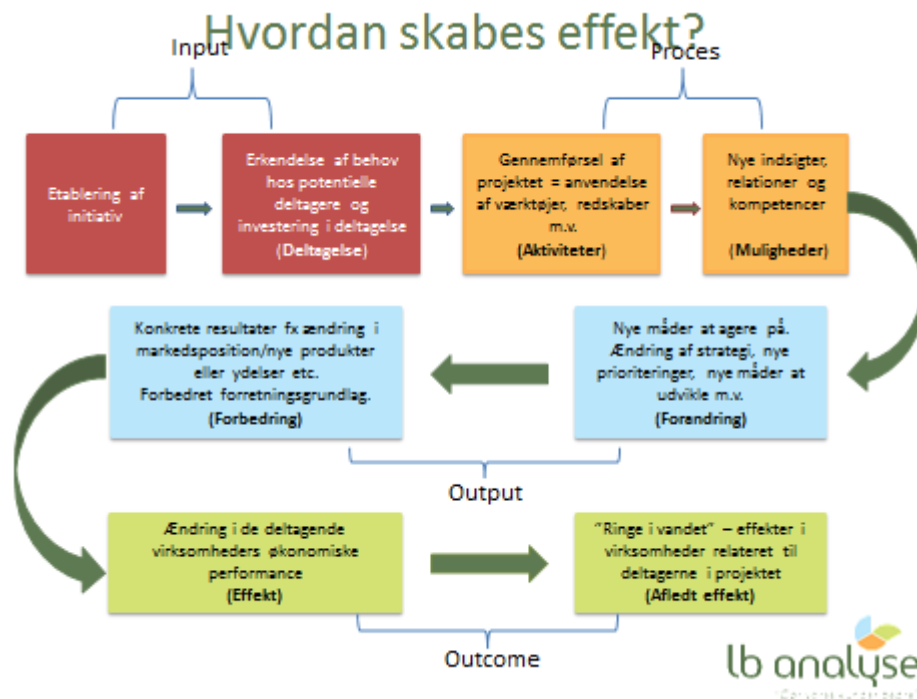 Hvordan skabes effekt?
Input
Proces
Etablering af
initiativ
Erkendelse af behov
hos potentielle
deltagere og
investering i deltagelse
(Deltagelse)
Gennemførsel af
projektet = anvendelse
af værktøjer, redskaber
m.v.
(Aktiviteter)
Nye indsigter,
relationer og
kompetencer
(Muligheder)
Konkrete resultater fx ændring i
markedsposition/nye produkter
eller ydelser etc.
Forbedret forretningsgrundlag.
(Forbedring)
Nye måder at agere på.
Ændring af strategi, nye
prioriteringer, nye måder at
udvikle m.v.
(Forandring)
Output
Ændring i de deltagende
virksomheders økonomiske
performance
(Effekt)
"Ringe i vandet" – effekter i
virksomheder relateret til
deltagerne i projektet
(Afledt effekt)
Outcome
lb analyse